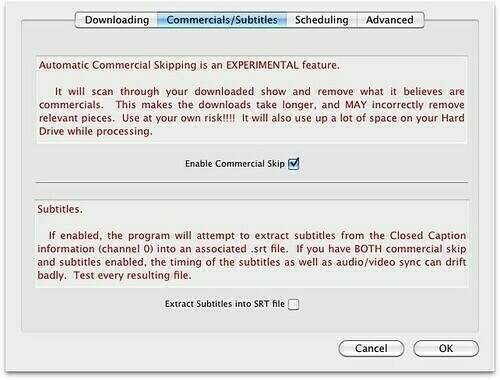 Downloading Commercials/Subtitles Scheduling Advanced
Automatic Commercial Skipping is an EXPERIMENTAL feature.
It will scan through your downloaded show and remove what it believes are
commercials. This makes the downloads take longer, and MAY incorrectly remove
relevant pieces. Use at your own risk!!!! It will also use up a lot of space on your Hard
Drive while processing.
Enable Commercial Skip
Subtitles.
If enabled, the program will attempt to extract subtitles from the Closed Caption
information (channel 0) into an associated .srt file. If you have BOTH commercial skip
and subtitles enabled, the timing of the subtitles as well as audio/video sync can drift
badly. Test every resulting file.
Extract Subtitles into SRT file
Cancel OK